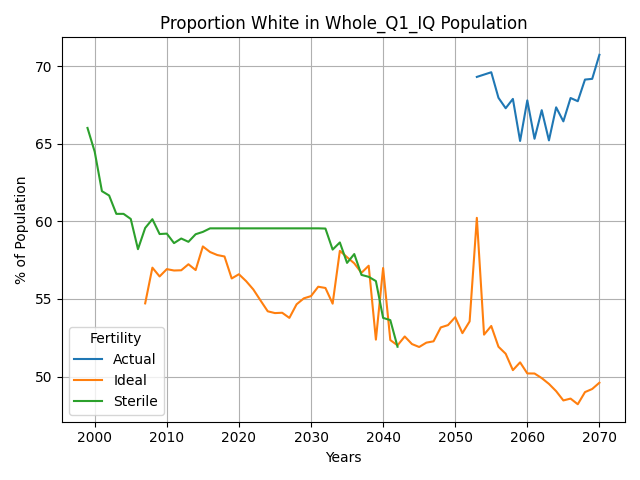 Proportion White in Whole_Q1_IQ Population
% of Population
70
65
60
55
50
Fertility
Actual
Ideal
Sterile
2000 2010 2020 2030 2040 2050 2060 2070
Years